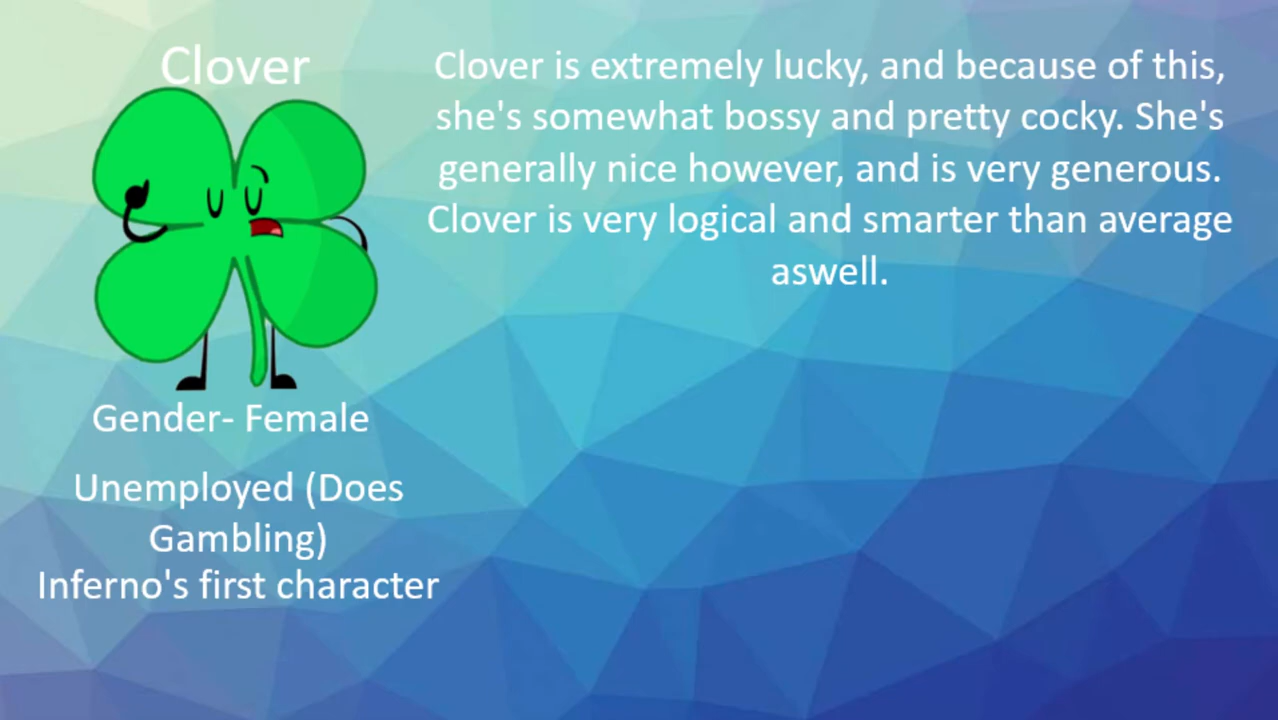 Clover
Clover is extremely lucky, and because of this,
she's somewhat bossy and pretty cocky. She's
generally nice however, and is very generous.
Clover is very logical and smarter than average
aswell.
Gender- Female
Unemployed (Does
Gambling)
Inferno's first character